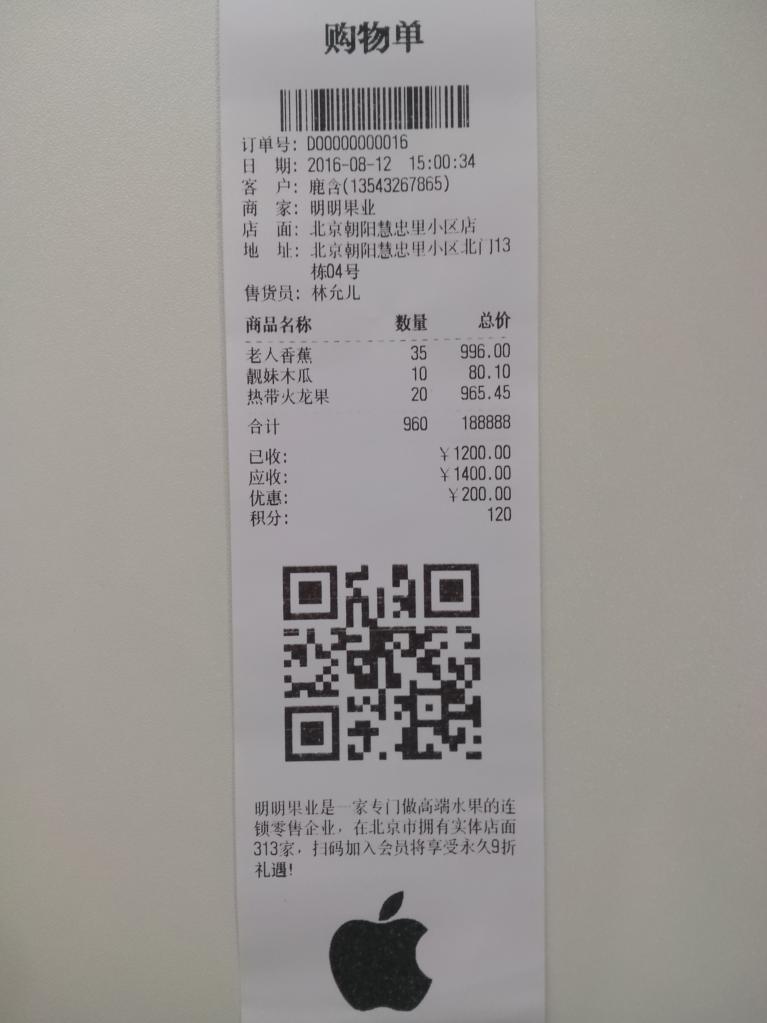 购物单
订单号: D00000000016
日 期: 2016-08-12 15:00:34
客 户: 鹿含(13543267865)
商 家: 明明果业
店 面: 北京朝阳慧忠里小区店
地 址: 北京朝阳慧忠里小区北门13
栋04号
售货员: 林允儿
商品名称 数量 总价
老人香蕉 35 996.00
靓妹木瓜 10 80.10
热带火龙果 20 965.45
合计 960 188888
已收: ¥1200.00
应收: ¥1400.00
优惠: ¥200.00
积分: 120
明明果业是一家专门做高端水果的连
锁零售企业，在北京市拥有实体店面
313家，扫码加入会员将享受永久9折
礼遇!